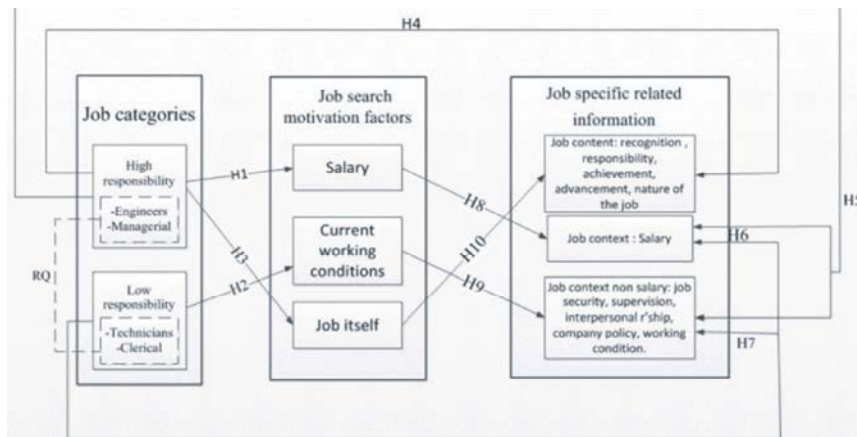 H4
Job categories
High
responsibility
-Engineers
-Managerial
RQ
Low
responsibility
-Technicians
-Clerical
H1
H3
H2
Job search
motivation factors
Salary
Current
working
conditions
Job itself
H8
H10
H9
Job specific related
information
Job content: recognition ,
responsibility,
achievement,
advancement, nature of
the job
Job context : Salary
Job context non salary: job
security, supervision,
interpersonal r'ship,
company policy, working
condition.
H6
H7